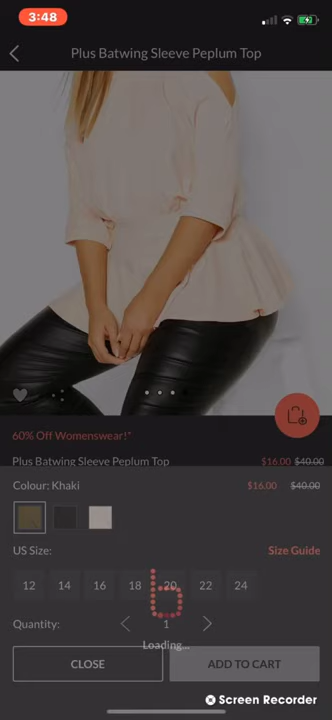 3:48
Plus Batwing Sleeve Peplum Top
60% Off Womenswear!*
Plus Batwing Sleeve Peplum Top $16.00 $40.00
Colour: Khaki $16.00 $40.00
US Size: Size Guide
12 14 16 18 20 22 24
Quantity: 1
Loading...
CLOSE ADD TO CART
Screen Recorder